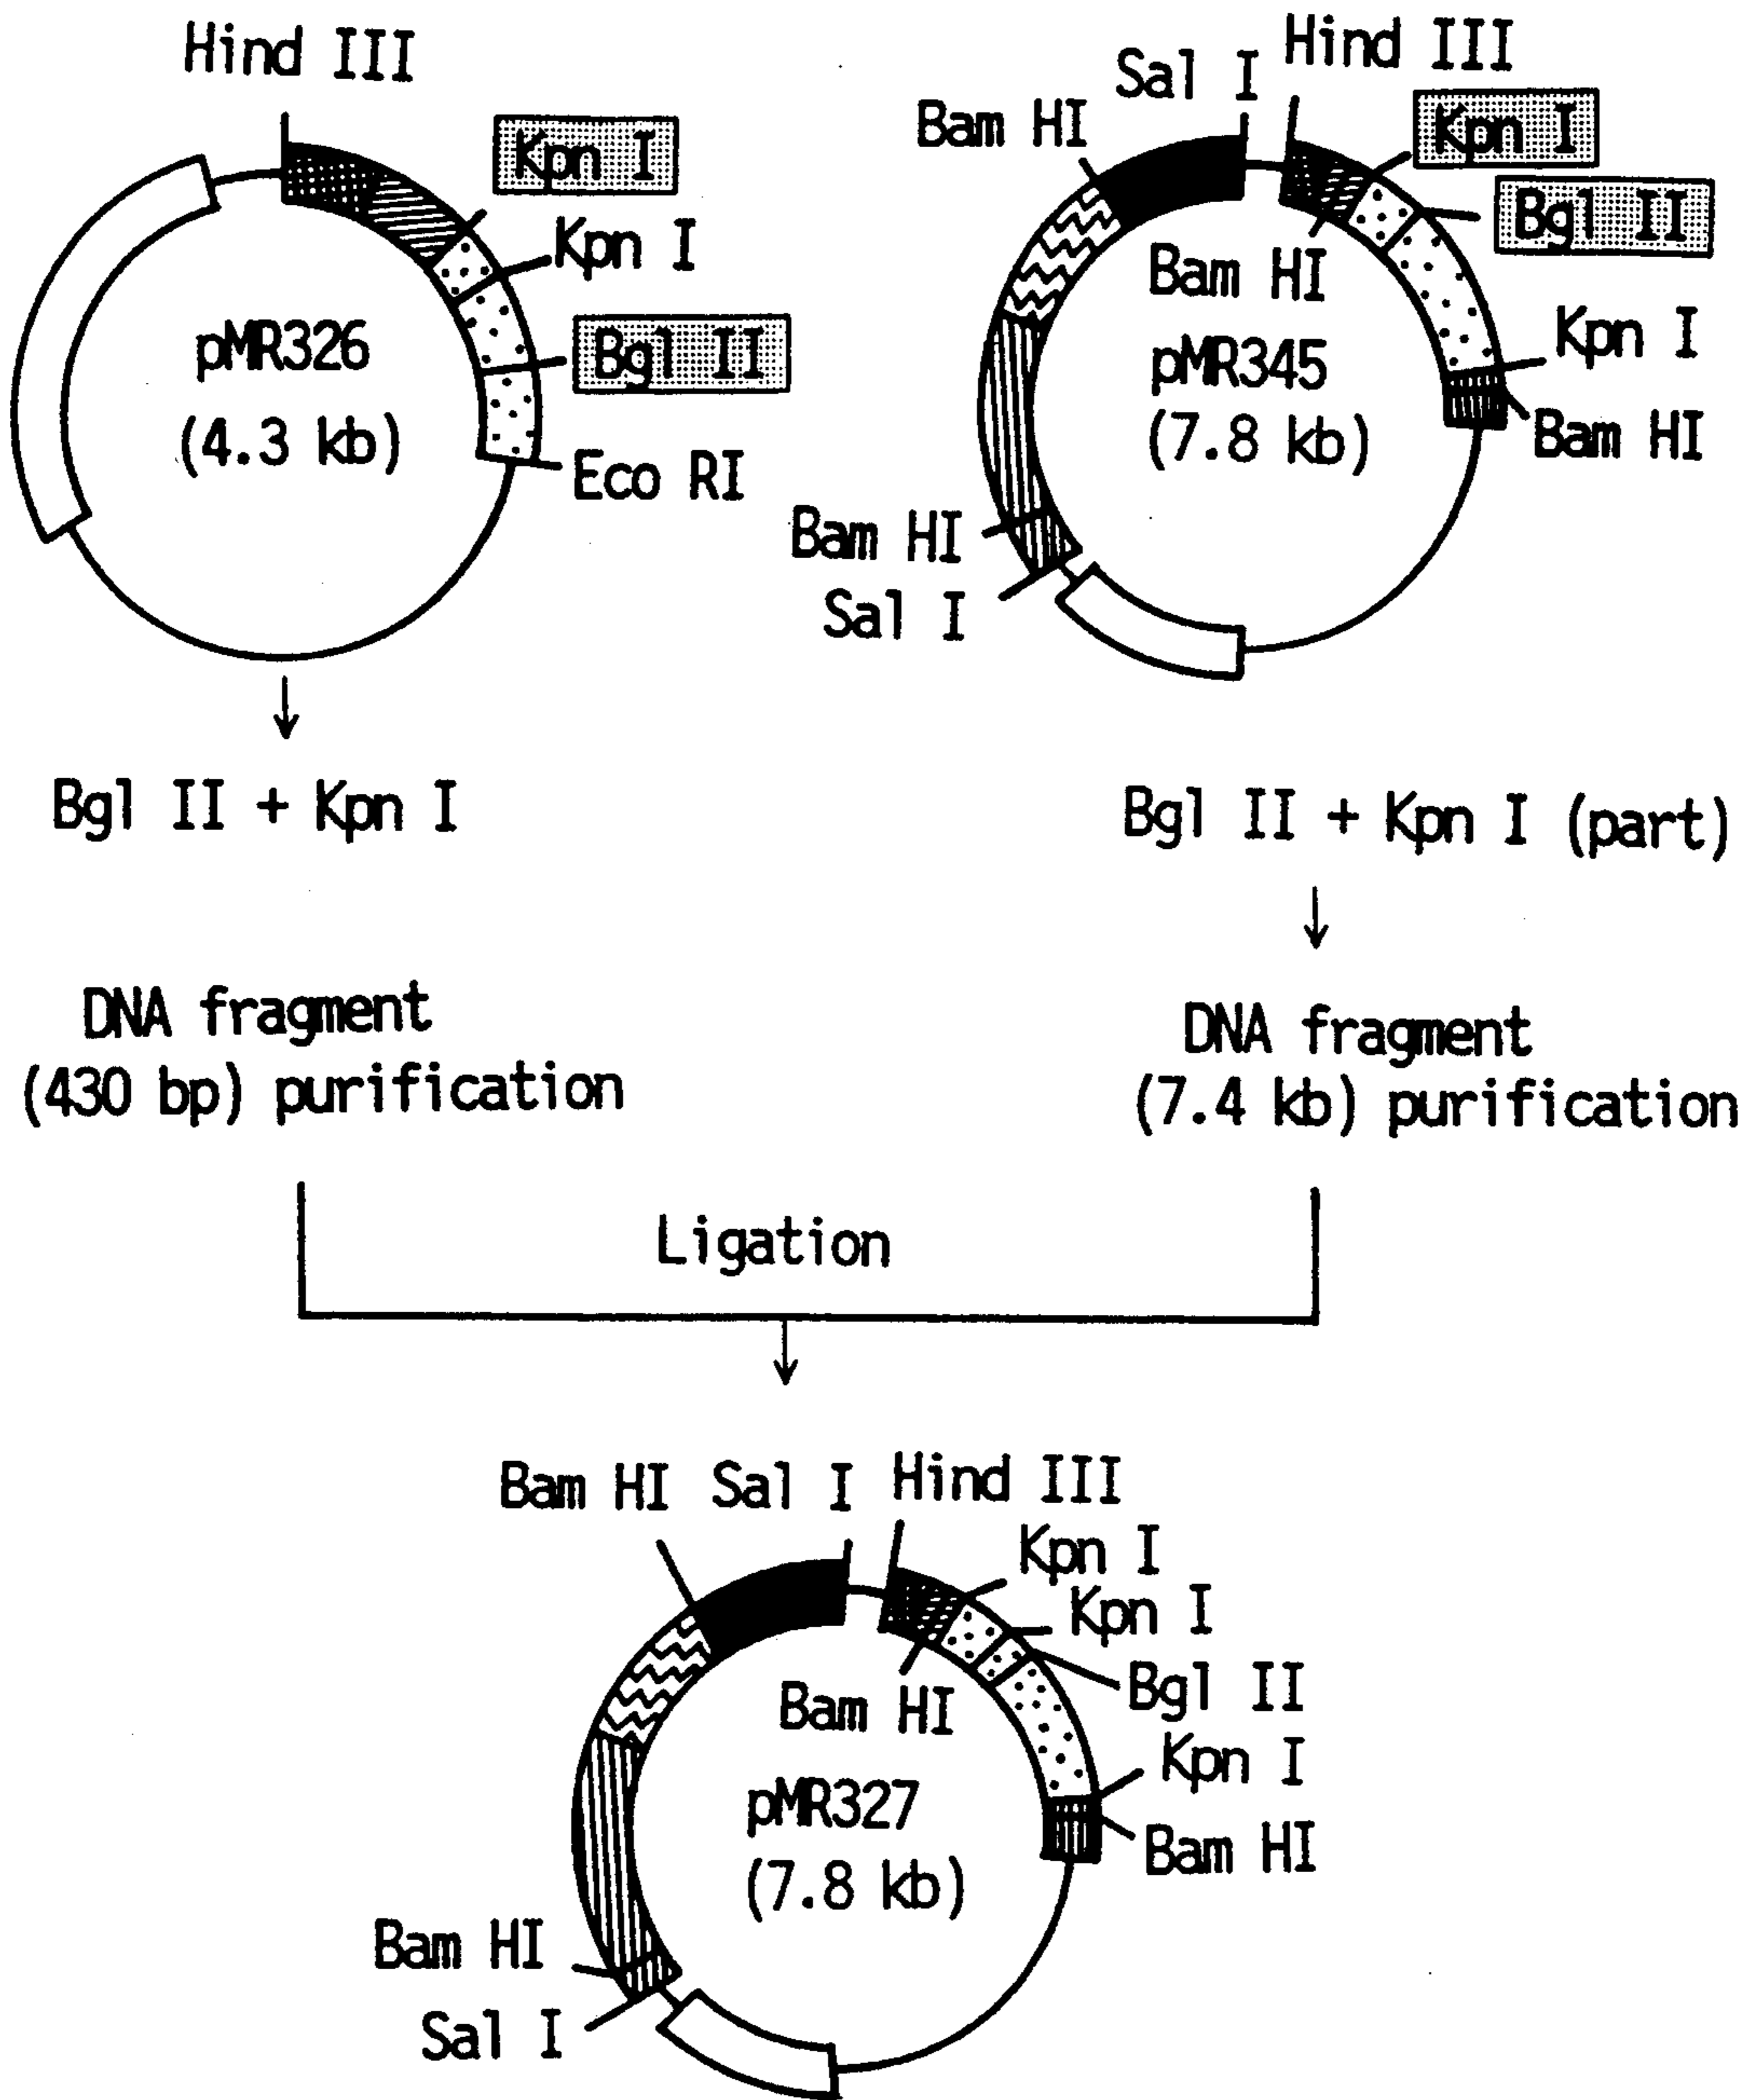 Hind III
Kpn I
Kpn I
pMR326
(4.3 kb)
Bgl II
Eco RI
Sal I
Hind III
Bam HI
Kpn I
Bgl II
Bam HI
pMR345
(7.8 kb)
Kpn I
Bam HI
Bam HI
Sal I
Bgl II + Kpn I
Bgl II + Kpn I (part)
DNA fragment
(430 bp) purification
DNA fragment
(7.4 kb) purification
Ligation
Bam HI
Sal I
Hind III
Kpn I
Kpn I
Bgl II
Bam HI
Kpn I
pMR327
(7.8 kb)
Bam HI
Bam HI
Sal I